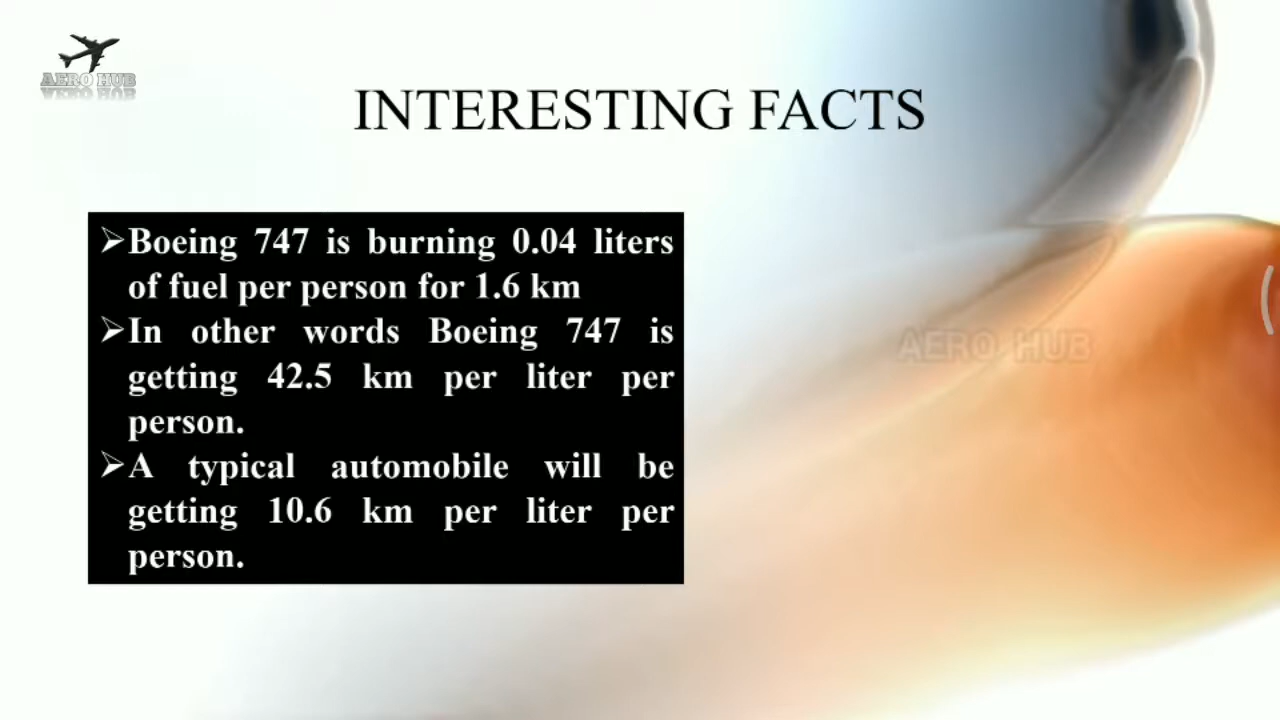 AERO HUB
INTERESTING FACTS
➢Boeing 747 is burning 0.04 liters
of fuel per person for 1.6 km
➢In other words Boeing 747 is
getting 42.5 km per liter per
person.
➢A typical automobile will be
getting 10.6 km per liter per
person.
AERO HUB